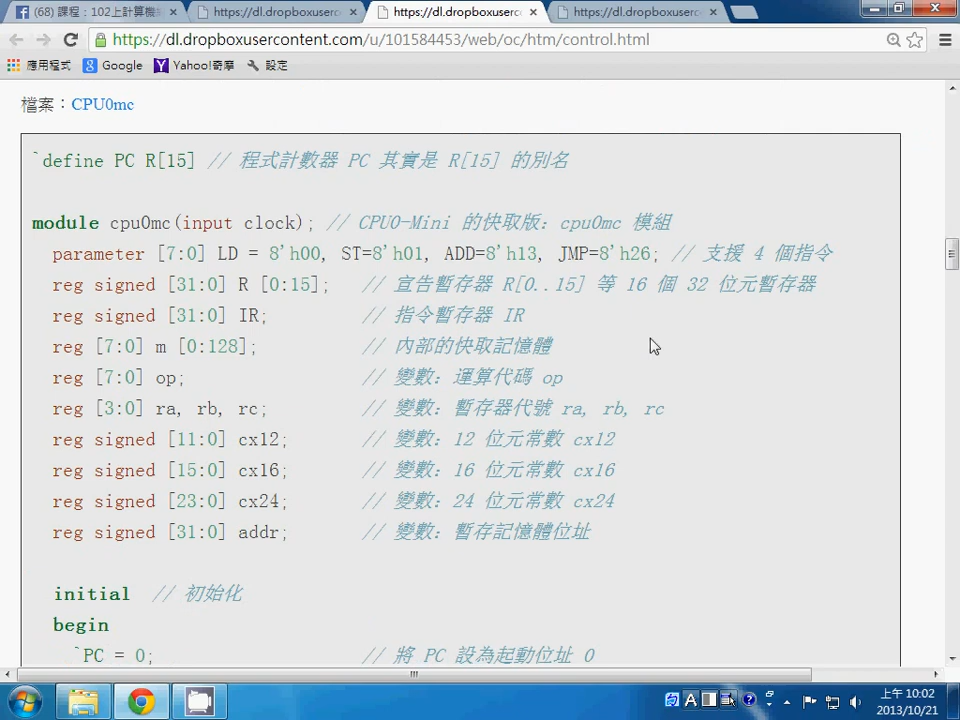 (68) 課程：102上計算機
https://dl.dropboxuserc
https://dl.dropboxuserc
https://dl.dropboxuserc
https://dl.dropboxusercontent.com/u/101584453/web/oc/htm/control.html
應用程式 Google Yahoo!奇摩 設定
檔案：CPU0mc
`define PC R[15] // 程式計數器 PC 其實是 R[15] 的別名
module cpu0mc(input clock); // CPU0-Mini 的快取版: cpu0mc 模組
parameter [7:0] LD = 8'h00, ST=8'h01, ADD=8'h13, JMP=8'h26; // 支援 4 個指令
reg signed [31:0] R [0:15]; // 宣告暫存器 R[0..15] 等 16 個 32 位元暫存器
reg signed [31:0] IR; // 指令暫存器 IR
reg [7:0] m [0:128]; // 內部的快取記憶體
reg [7:0] op; // 變數: 運算代碼 op
reg [3:0] ra, rb, rc; // 變數: 暫存器代號 ra, rb, rc
reg signed [11:0] cx12; // 變數: 12 位元常數 cx12
reg signed [15:0] cx16; // 變數: 16 位元常數 cx16
reg signed [23:0] cx24; // 變數: 24 位元常數 cx24
reg signed [31:0] addr; // 變數: 暫存記憶體位址
initial // 初始化
begin
`PC = 0; // 將 PC 設為起動位址 0
上午 10:02
2013/10/21